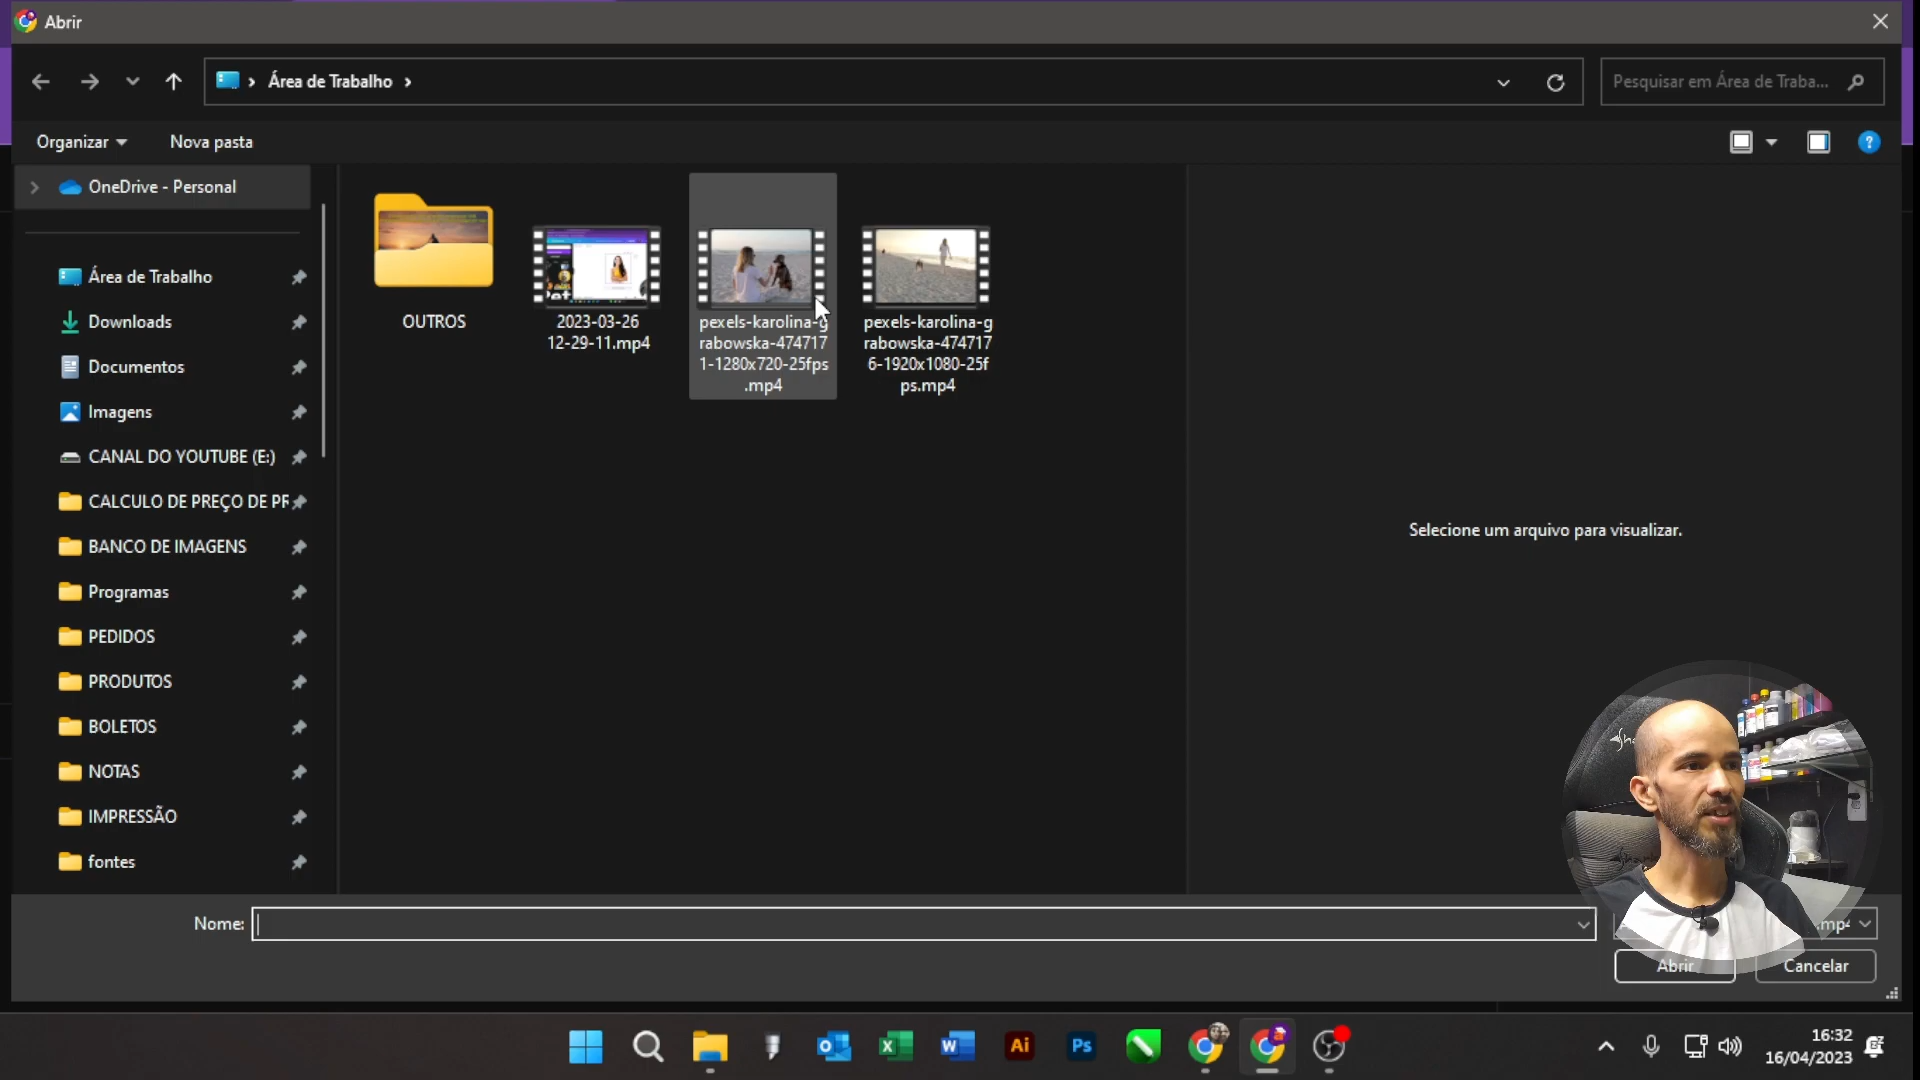 Abrir
Área de Trabalho
Pesquisar em Área de Traba...
Organizar
Nova pasta
OneDrive - Personal
Área de Trabalho
Downloads
Documentos
Imagens
CANAL DO YOUTUBE (E:)
CALCULO DE PREÇO DE PR
BANCO DE IMAGENS
Programas
PEDIDOS
PRODUTOS
BOLETOS
NOTAS
IMPRESSÃO
fontes
OUTROS
2023-03-26
12-29-11.mp4
pexels-karolina-g
rabowska-474717
1-1280x720-25fps
.mp4
pexels-karolina-g
rabowska-474717
6-1920x1080-25f
ps.mp4
Selecione um arquivo para visualizar.
Nome:
Abrir
Cancelar
Ai
Ps
16:32
16/04/2023